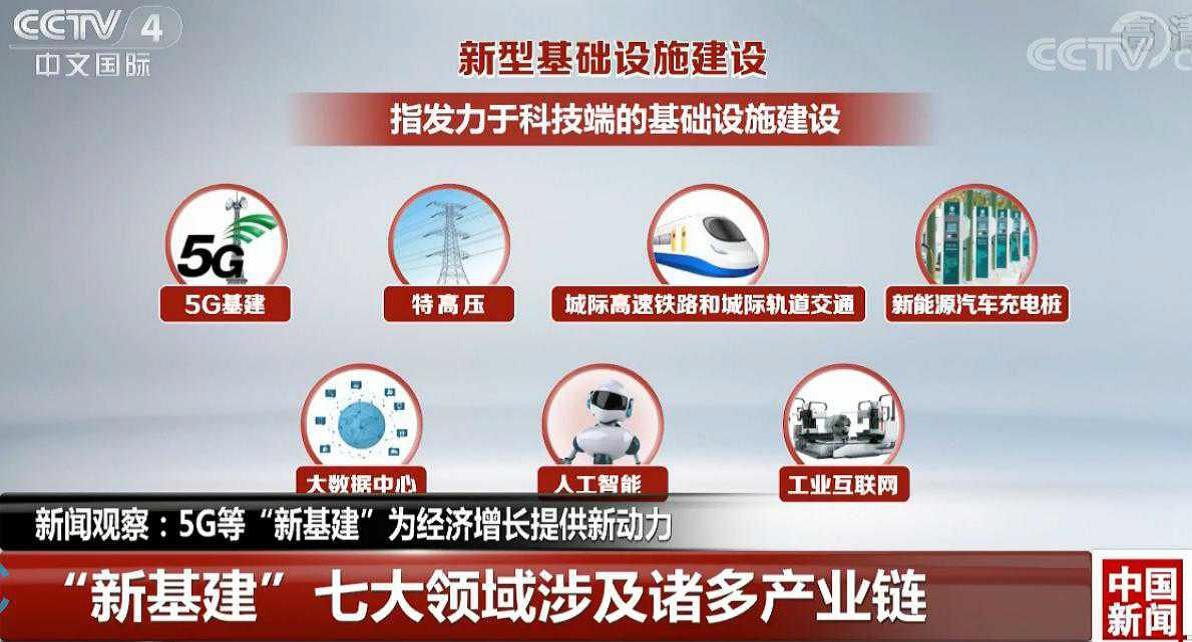 CCTV 4
中文国际
CCTV
高清
新型基础设施建设
指发力于科技端的基础设施建设
5G
5G基建
特高压
城际高速铁路和城际轨道交通
新能源汽车充电桩
大数据中心
人工智能
工业互联网
新闻观察：5G等“新基建”为经济增长提供新动力
“新基建”七大领域涉及诸多产业链
中国
新闻